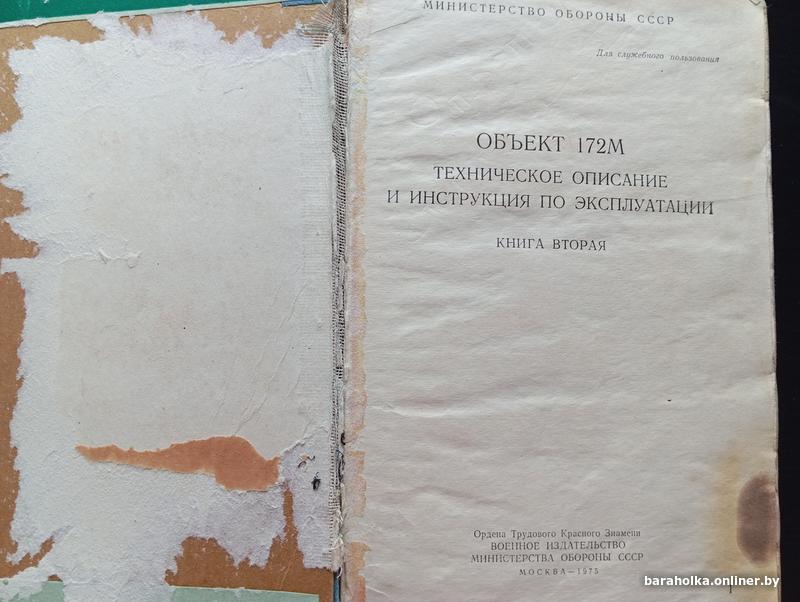 МИНИСТЕРСТВО ОБОРОНЫ СССР
Для служебного пользования
ОБЪЕКТ 172М
ТЕХНИЧЕСКОЕ ОПИСАНИЕ
И ИНСТРУКЦИЯ ПО ЭКСПЛУАТАЦИИ
КНИГА ВТОРАЯ
Ордена Трудового Красного Знамени
ВОЕННОЕ ИЗДАТЕЛЬСТВО
МИНИСТЕРСТВА ОБОРОНЫ СССР
МОСКВА—1975
baraholka.onliner.by